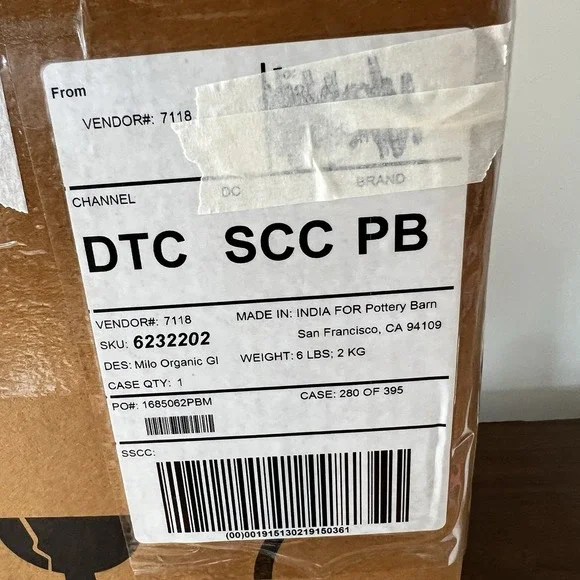 From
VENDOR#: 7118
CHANNEL DC BRAND
DTC SCC PB
VENDOR#: 7118
SKU: 6232202
DES: Milo Organic Gl
CASE QTY: 1
MADE IN: INDIA FOR Pottery Barn
San Francisco, CA 94109
WEIGHT: 6 LBS; 2 KG
PO#: 1685062PBM
CASE: 280 OF 395
SSCC:
(00)001915130219150361